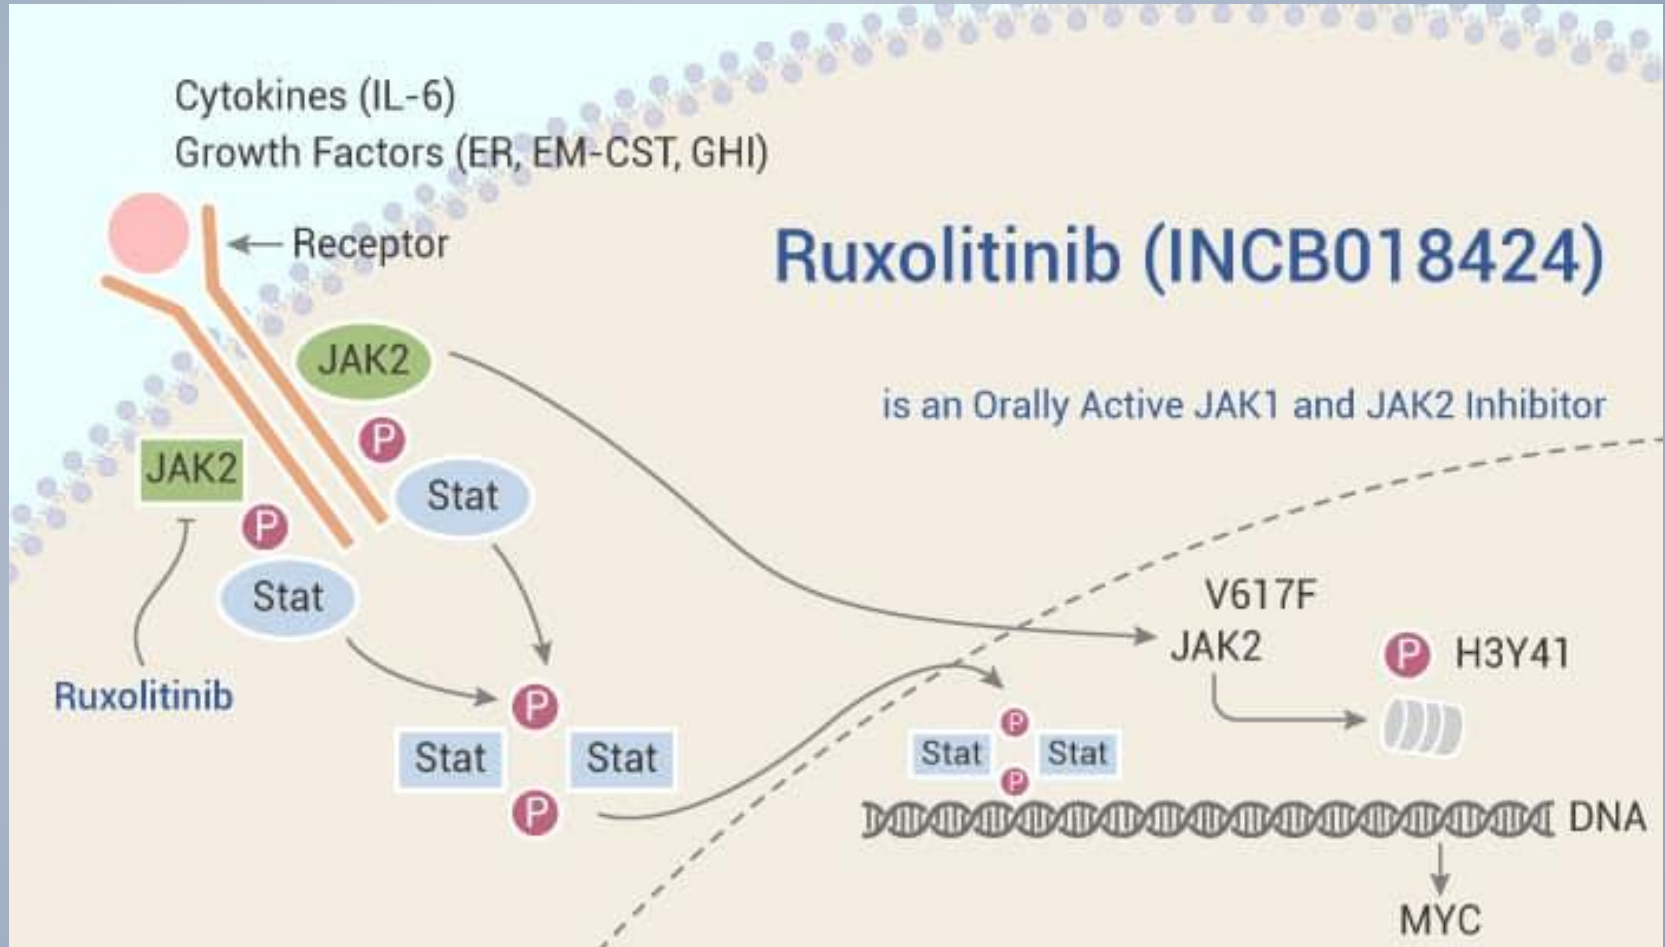 Cytokines (IL-6)
Growth Factors (ER, EM-CST, GHI)
Receptor
Ruxolitinib (INCB018424)
is an Orally Active JAK1 and JAK2 Inhibitor
JAK2
P
Stat
JAK2
P
Stat
Ruxolitinib
P
Stat
Stat
P
V617F
JAK2
P
H3Y41
P
Stat
Stat
P
DNA
MYC